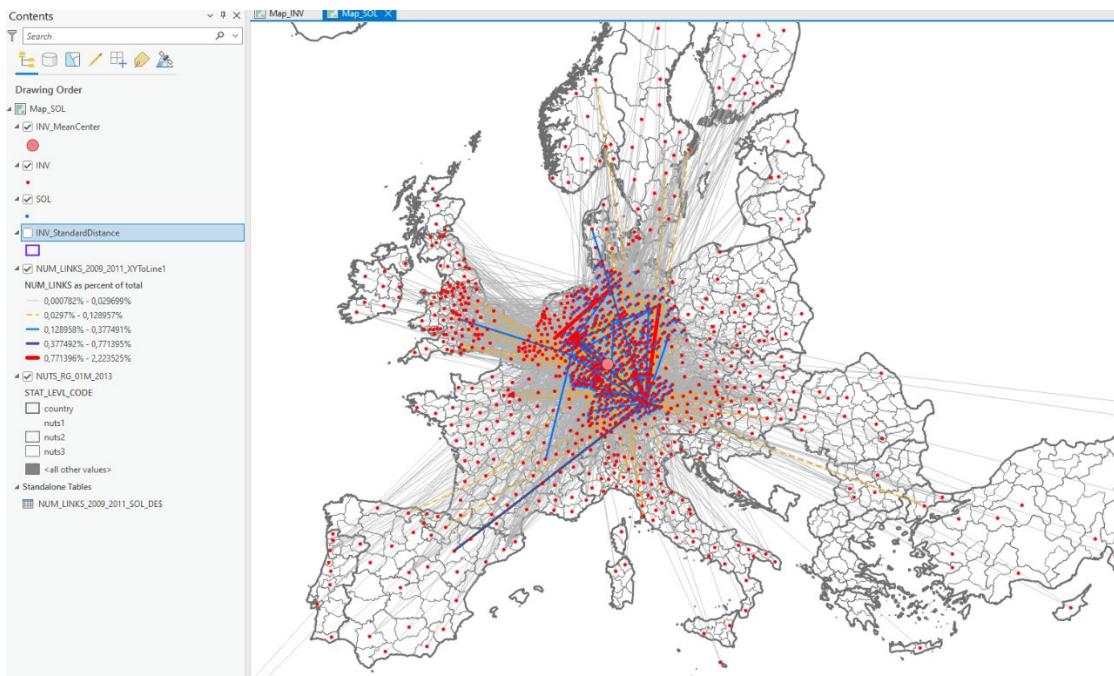 Contents
Map_INV
Map_SOL
Search
Drawing Order
Map_SOL
INV_MeanCenter
INV
SOL
INV_StandardDistance
NUM_LINKS_2009_2011_XYToLine1
NUM_LINKS as percent of total
0,000782% - 0,029699%
0,0297% - 0,128957%
0,128958% - 0,377491%
0,377492% - 0,771395%
0,771396% - 2,223525%
NUTS_RG_01M_2013
STAT_LEVL_CODE
country
nuts1
nuts2
nuts3
<all other values>
Standalone Tables
NUM_LINKS_2009_2011_SOL_DE$